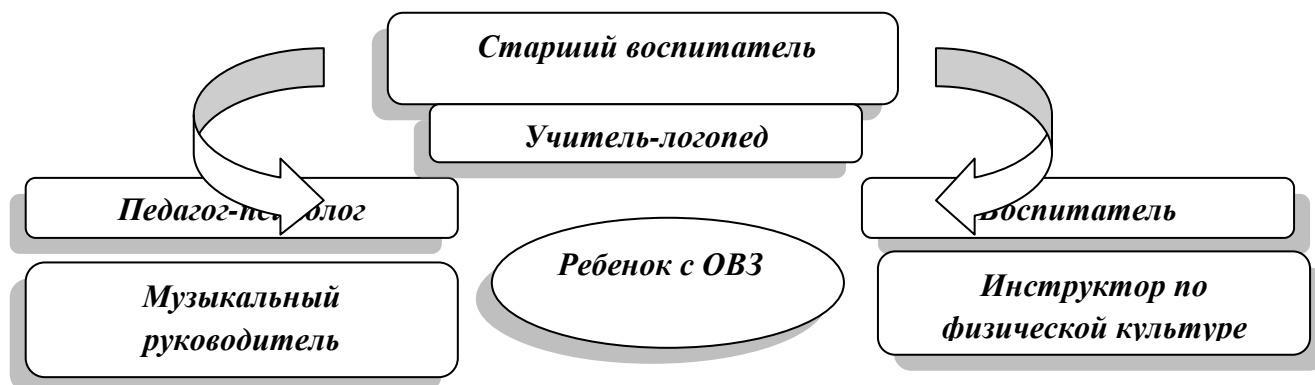 Старший воспитатель
Учитель-логопед
Педагог-психолог
Воспитатель
Ребенок с ОВЗ
Музыкальный
руководитель
Инструктор по
физической культуре